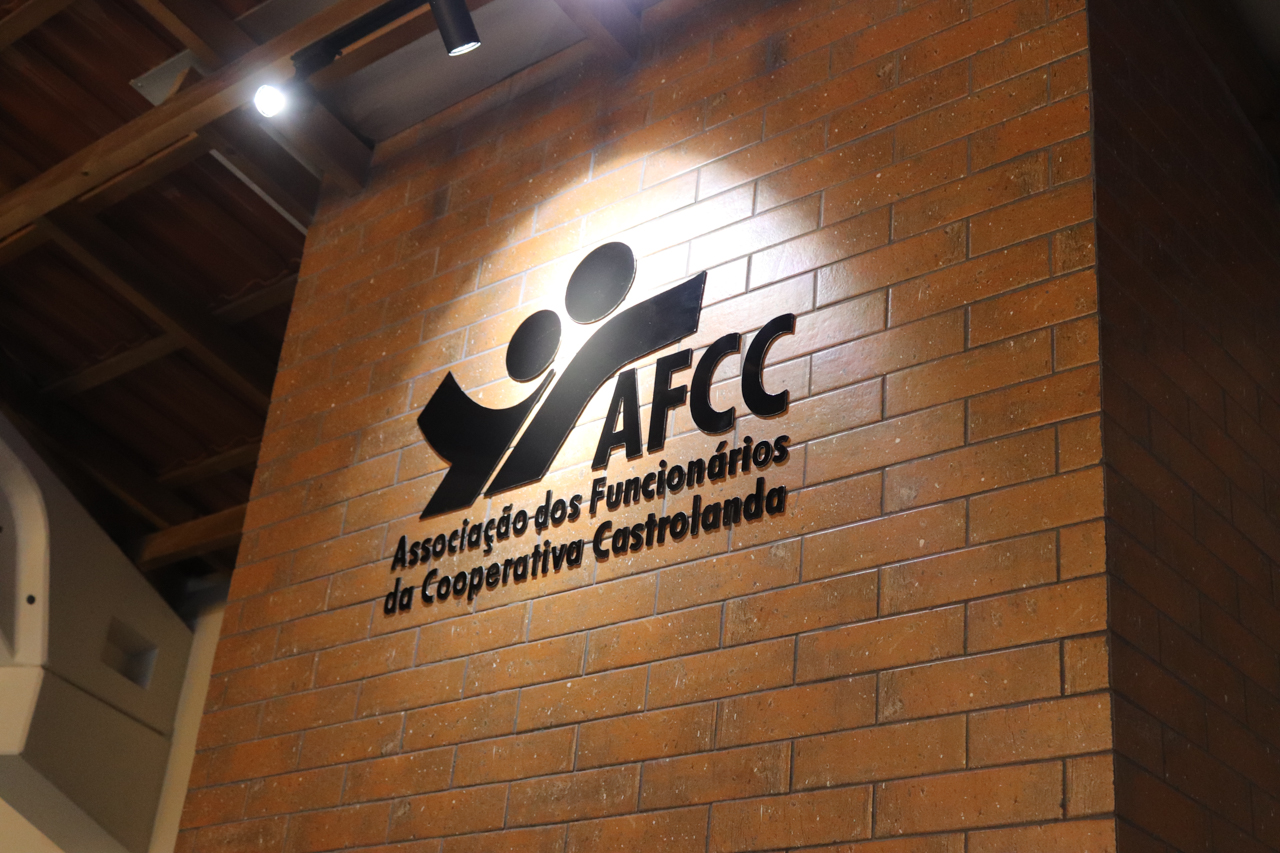 AFCC
Associação dos Funcionários
da Cooperativa Castrolanda